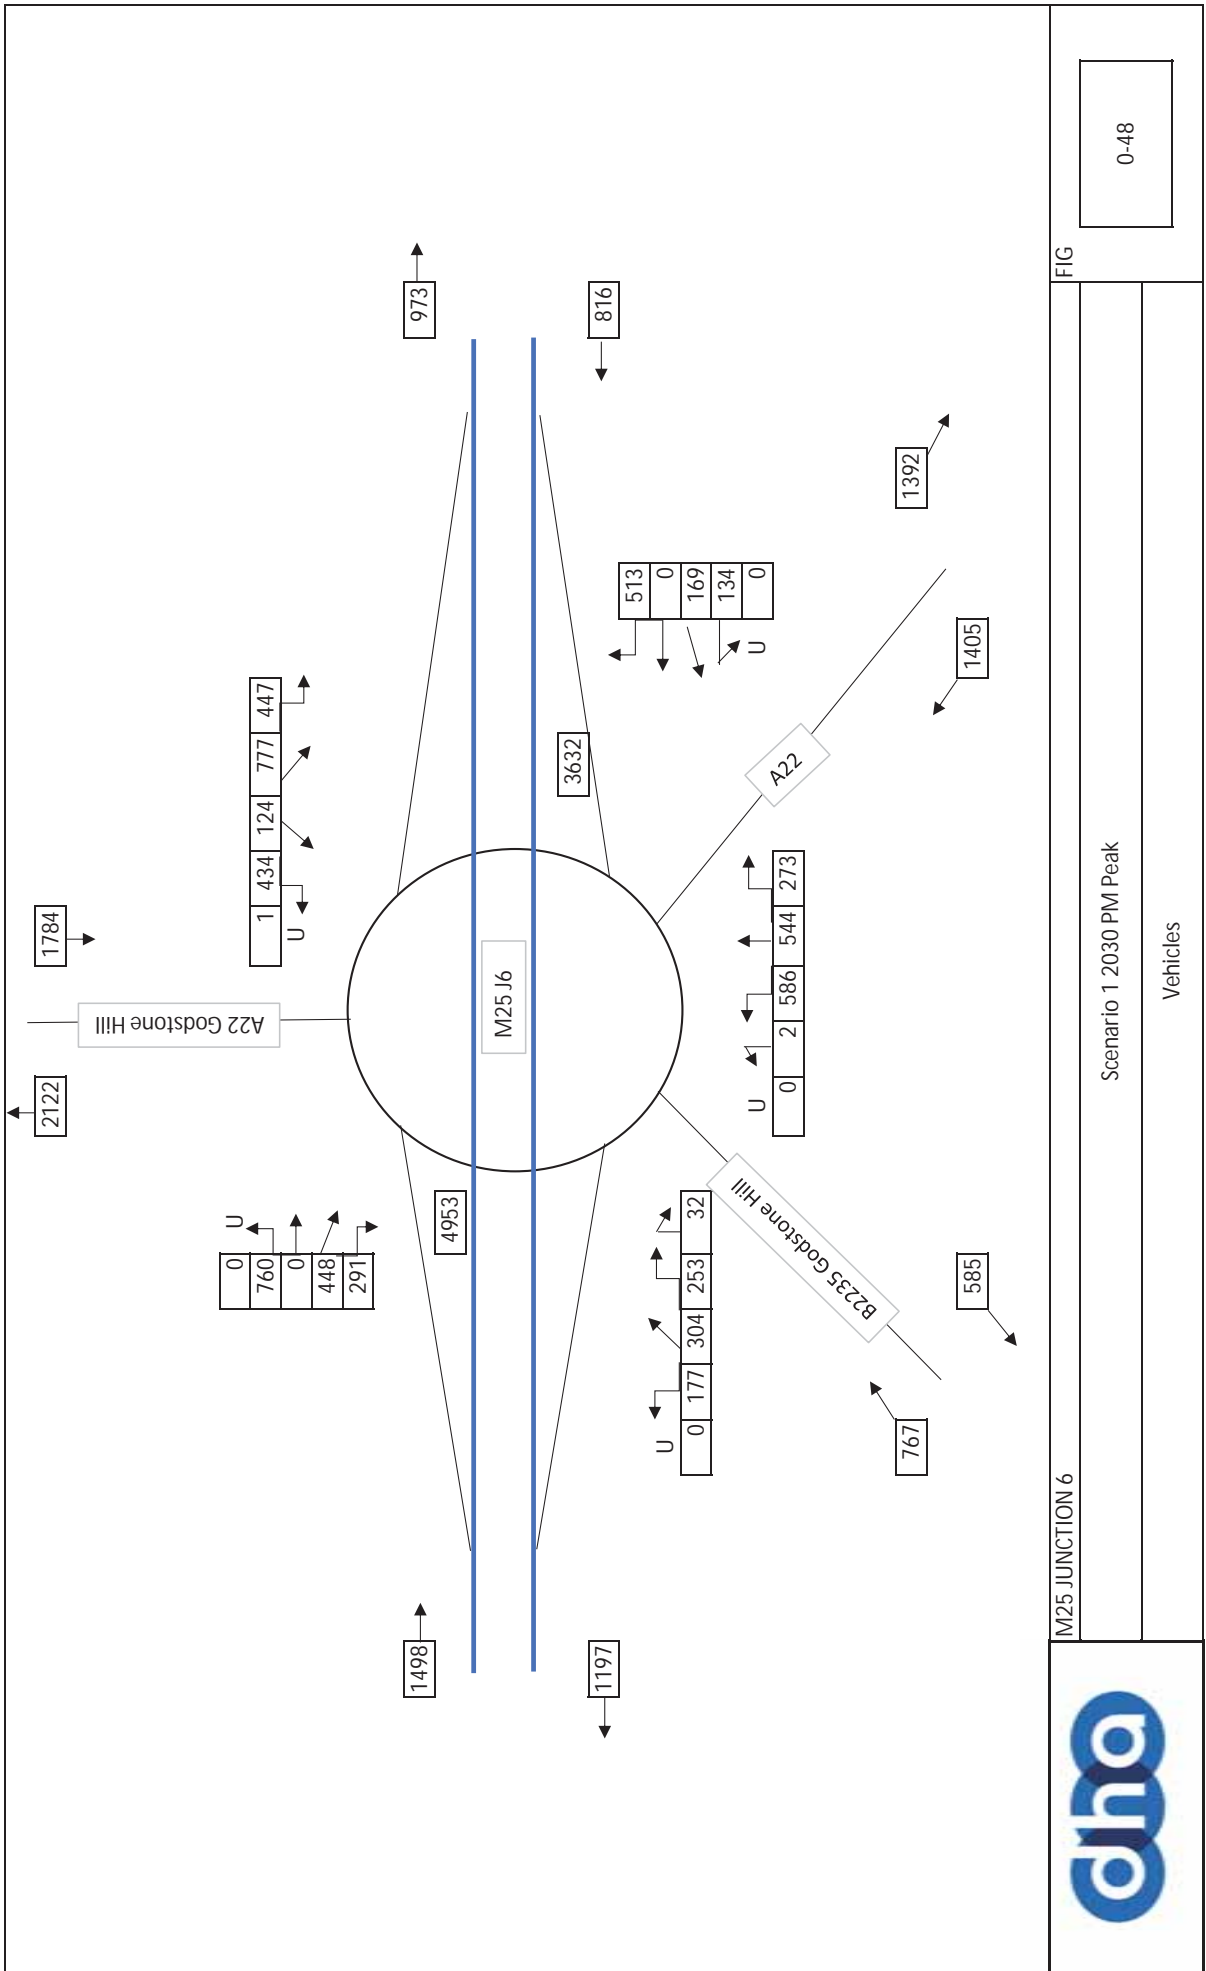 2122
1784
A22 Godstone Hill
0
760
0
448
291
U
1 434 124 777 447
U
1498
973
4953
M25 J6
3632
1197
816
513
0
169
134
0
U
U
0 177 304 253 32
U
0 2 586 544 273
A22
B2235 Godstone Hill
767
585
1405
1392
dha
M25 JUNCTION 6
Scenario 1 2030 PM Peak
Vehicles
FIG
0-48